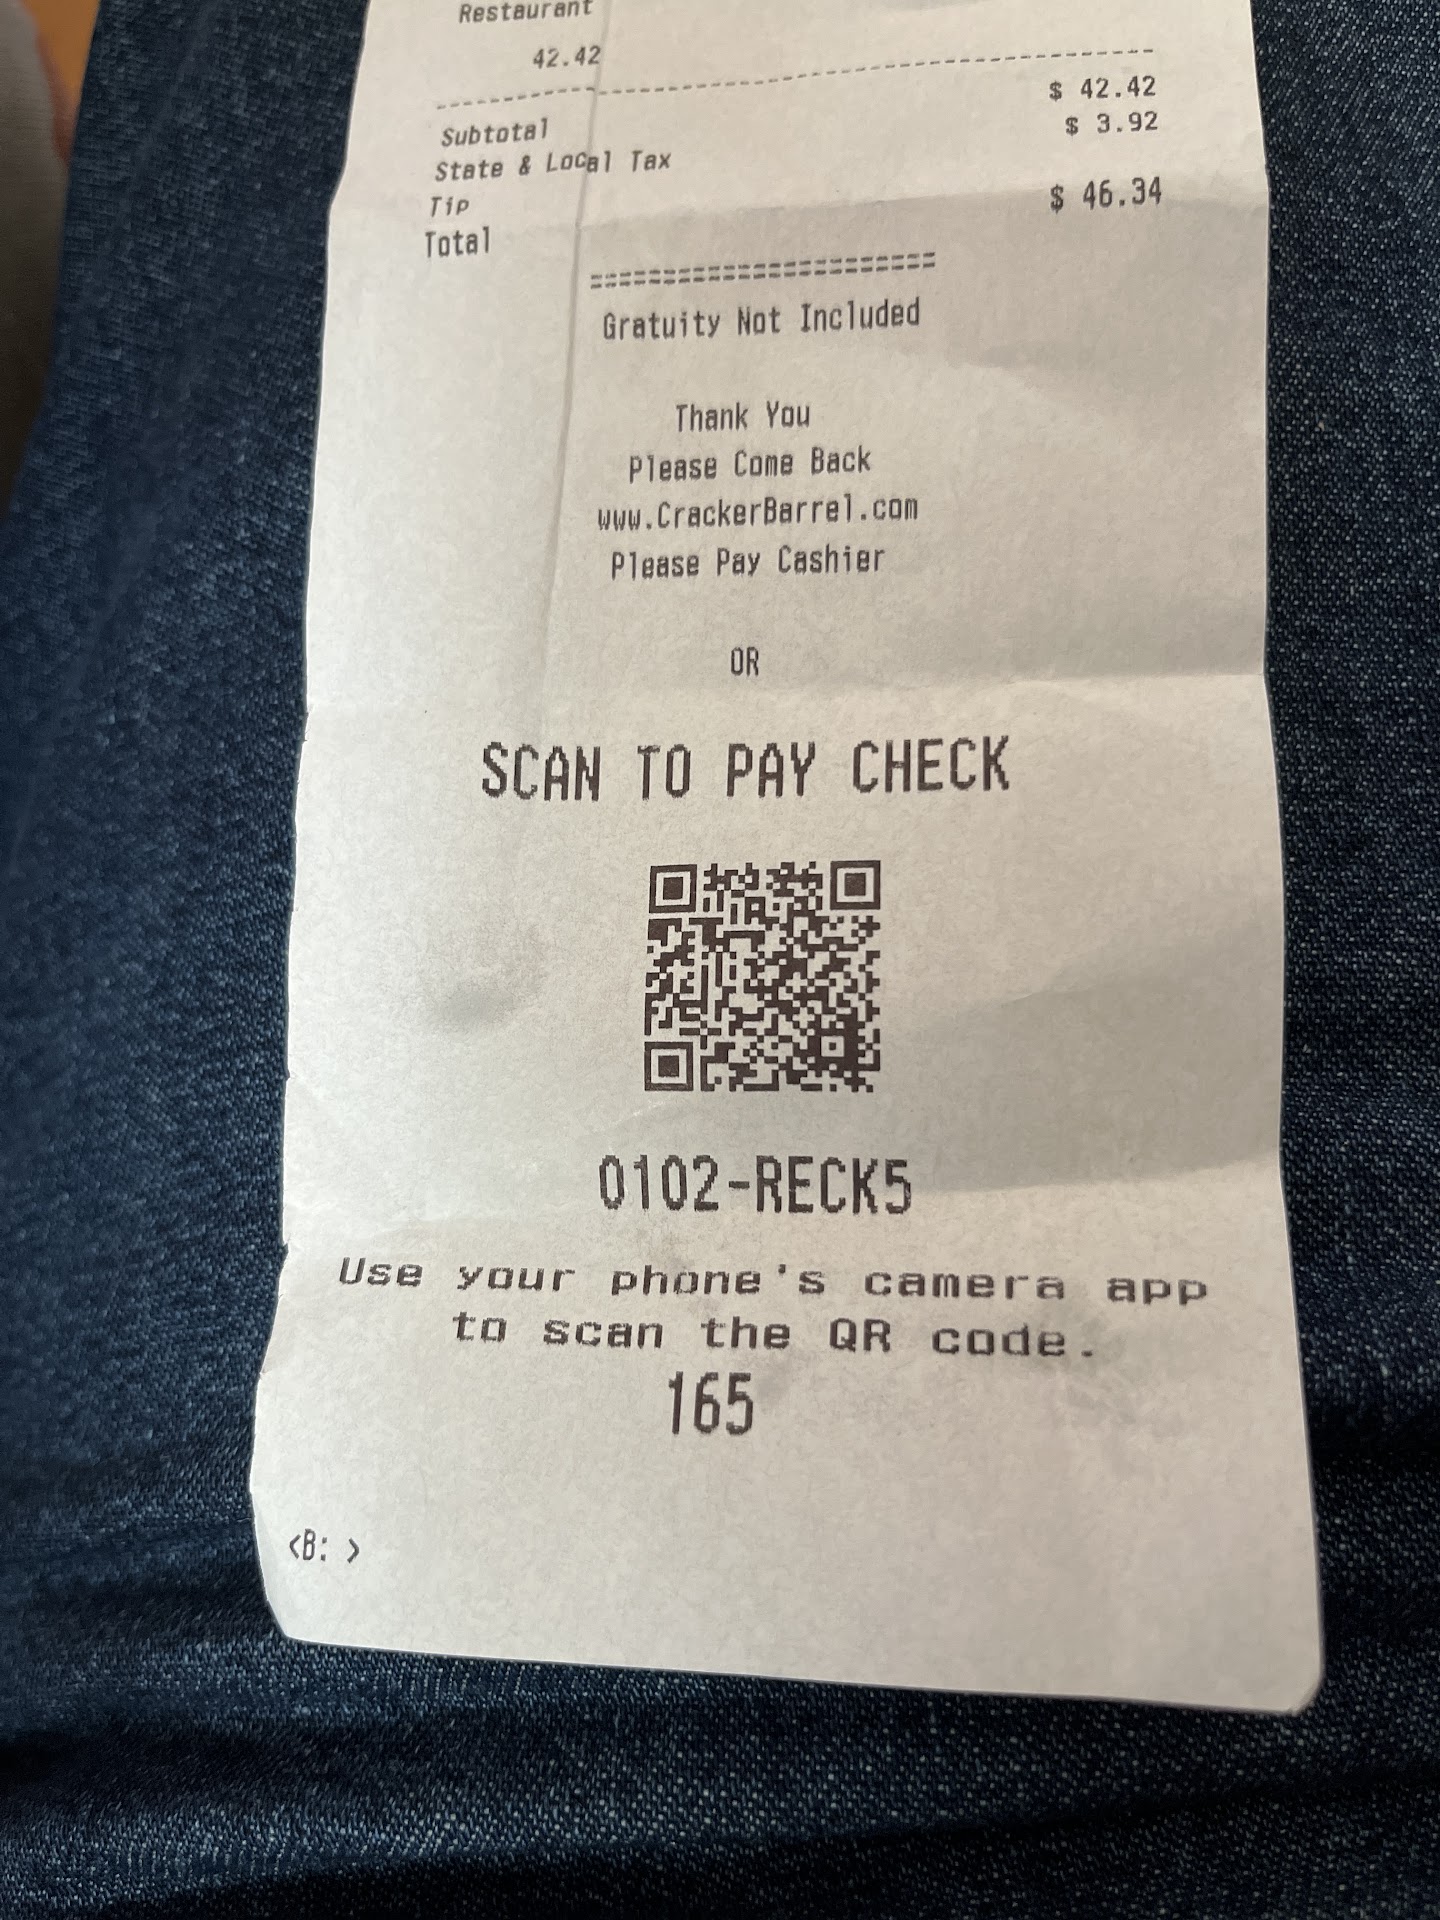 Restaurant
42.42
Subtotal $ 42.42
State & Local Tax $ 3.92
Tip
Total $ 46.34
=======================
Gratuity Not Included
Thank You
Please Come Back
www.CrackerBarrel.com
Please Pay Cashier
OR
SCAN TO PAY CHECK
0102-RECK5
Use your phone's camera app
to scan the QR code.
165
<B: >